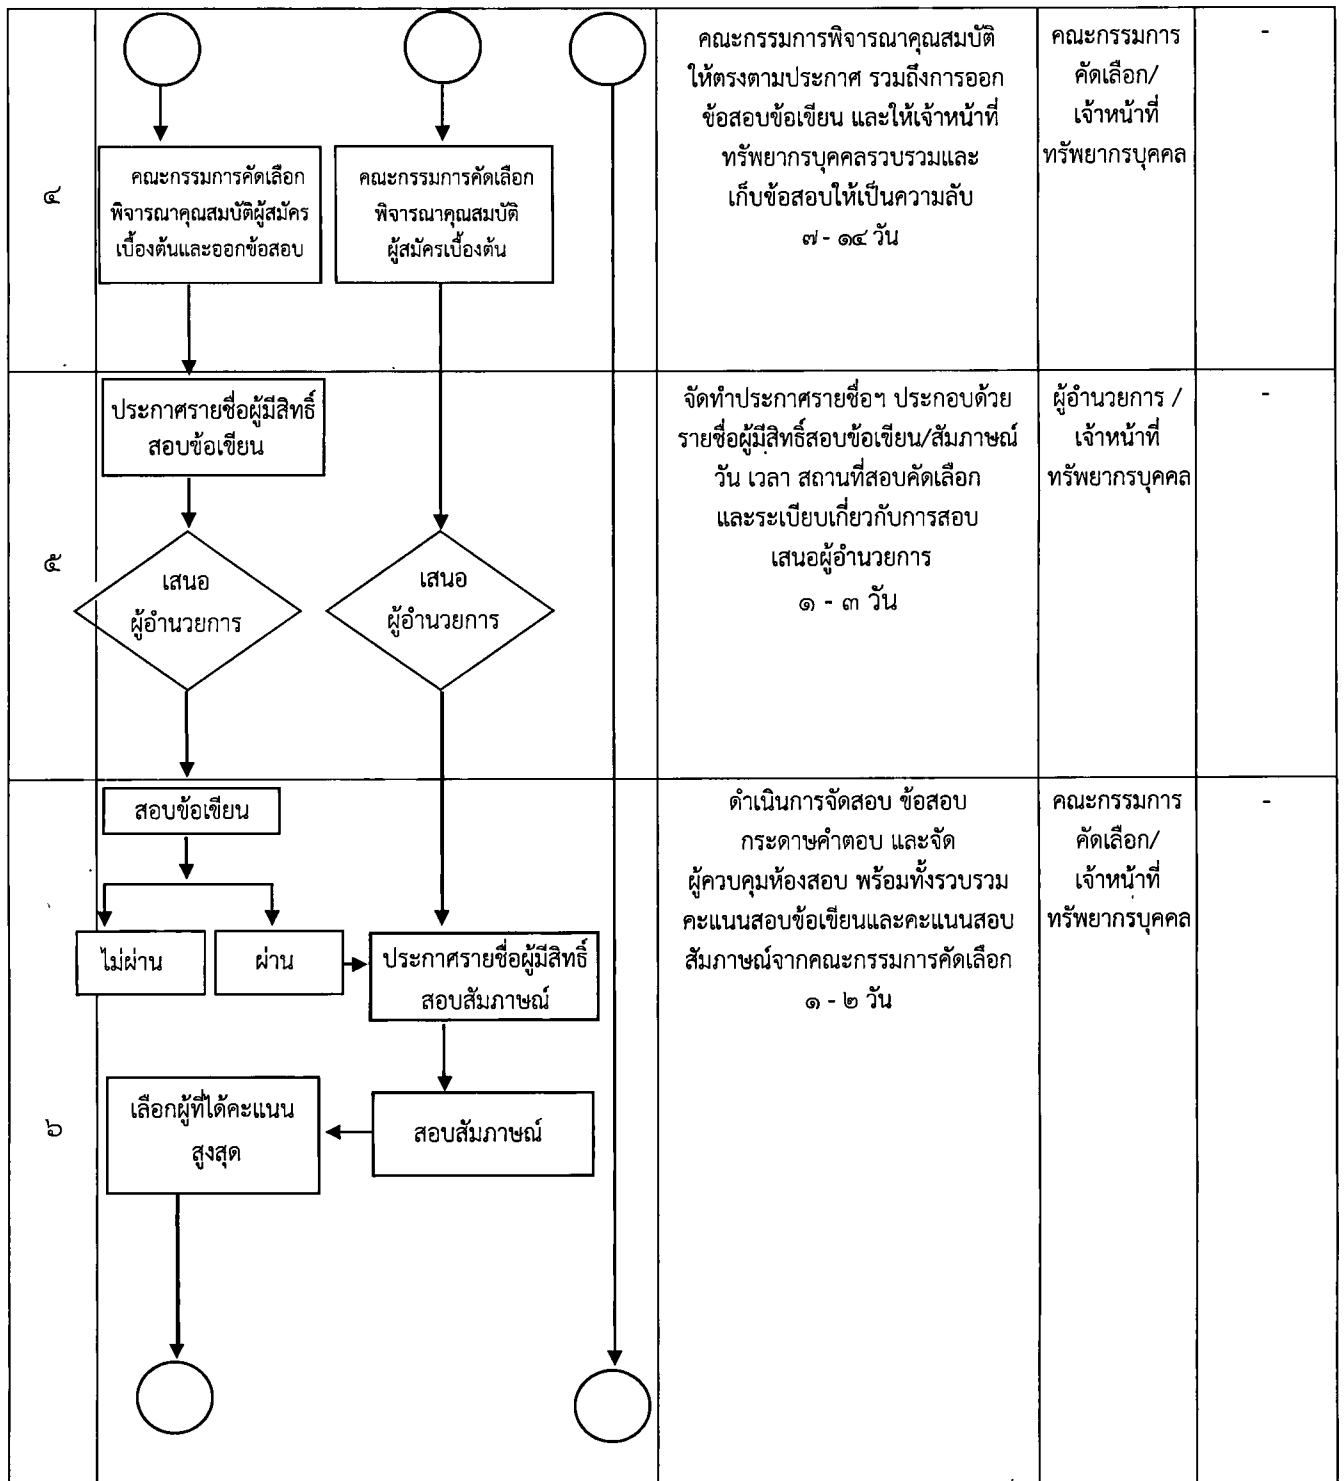 ๔
คณะกรรมการคัดเลือก
พิจารณาคุณสมบัติผู้สมัคร
เบื้องต้นและออกข้อสอบ
คณะกรรมการคัดเลือก
พิจารณาคุณสมบัติ
ผู้สมัครเบื้องต้น
คณะกรรมการพิจารณาคุณสมบัติ
ให้ตรงตามประกาศ รวมถึงการออก
ข้อสอบข้อเขียน และให้เจ้าหน้าที่
ทรัพยากรบุคคลรวบรวมและ
เก็บข้อสอบให้เป็นความลับ
๗ - ๑๔ วัน
คณะกรรมการ
คัดเลือก/
เจ้าหน้าที่
ทรัพยากรบุคคล
-
๕
ประกาศรายชื่อผู้มีสิทธิ์
สอบข้อเขียน
เสนอ
ผู้อำนวยการ
เสนอ
ผู้อำนวยการ
จัดทำประกาศรายชื่อฯ ประกอบด้วย
รายชื่อผู้มีสิทธิ์สอบข้อเขียน/สัมภาษณ์
วัน เวลา สถานที่สอบคัดเลือก
และระเบียบเกี่ยวกับการสอบ
เสนอผู้อำนวยการ
๑ - ๓ วัน
ผู้อำนวยการ /
เจ้าหน้าที่
ทรัพยากรบุคคล
-
๖
สอบข้อเขียน
ไม่ผ่าน
ผ่าน
ประกาศรายชื่อผู้มีสิทธิ์
สอบสัมภาษณ์
เลือกผู้ที่ได้คะแนน
สูงสุด
สอบสัมภาษณ์
ดำเนินการจัดสอบ ข้อสอบ
กระดาษคำตอบ และจัด
ผู้ควบคุมห้องสอบ พร้อมทั้งรวบรวม
คะแนนสอบข้อเขียนและคะแนนสอบ
สัมภาษณ์จากคณะกรรมการคัดเลือก
๑ - ๒ วัน
คณะกรรมการ
คัดเลือก/
เจ้าหน้าที่
ทรัพยากรบุคคล
-